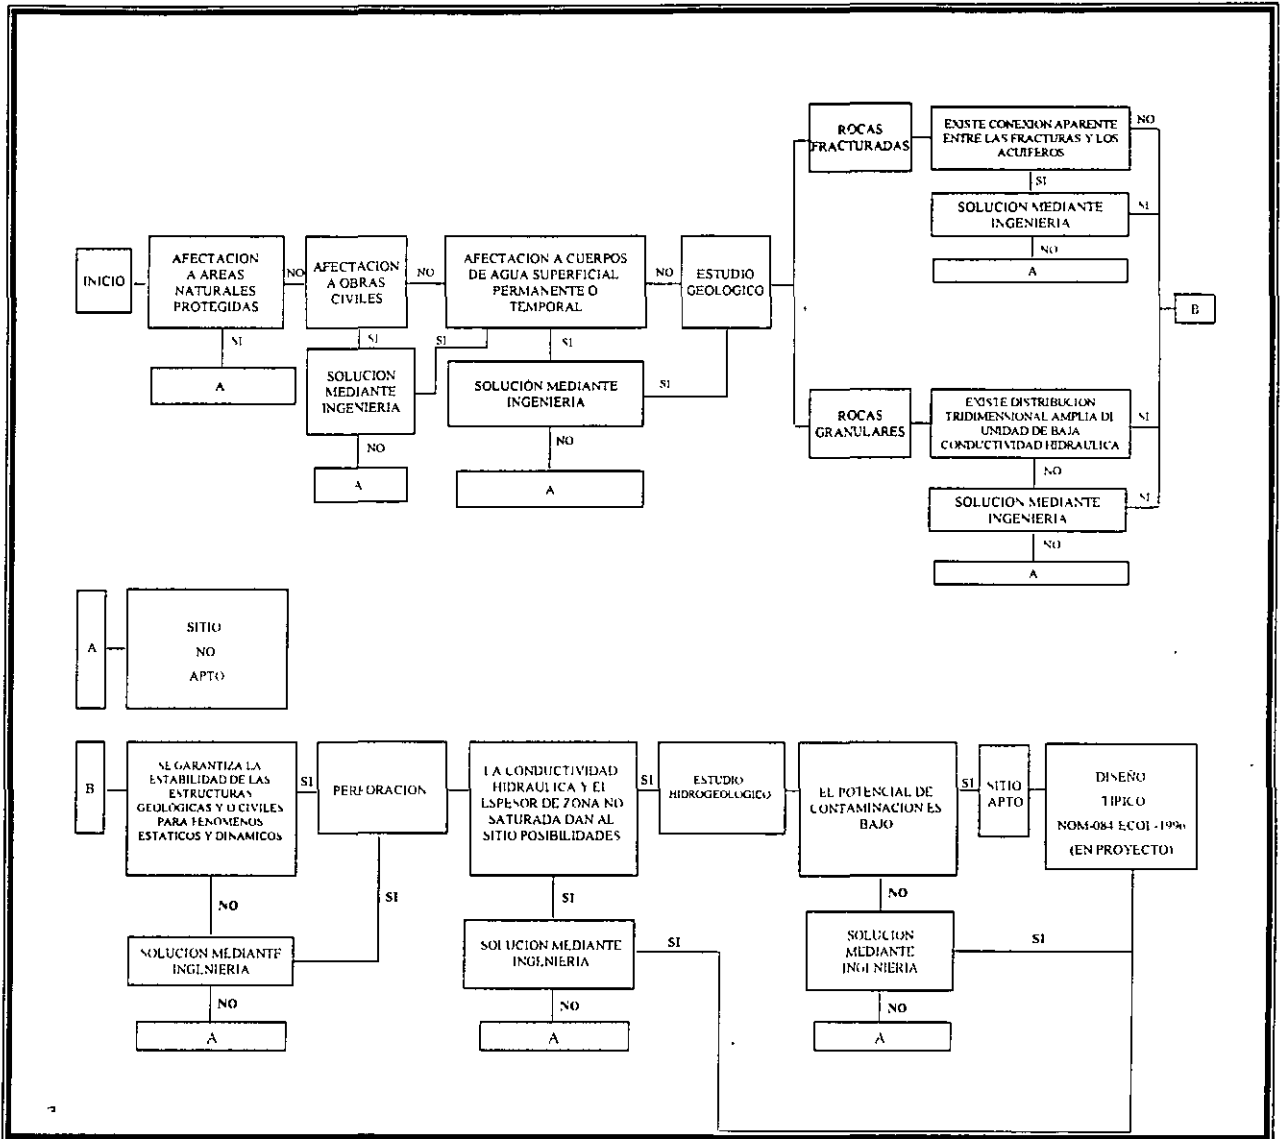 INICIO
AFECTACION
A AREAS
NATURALES
PROTEGIDAS
NO
SI
A
AFECTACION
A OBRAS
CIVILES
NO
SI
SOLUCION
MEDIANTE
INGENIERIA
SI
NO
A
AFECTACION A CUERPOS
DE AGUA SUPERFICIAL
PERMANENTE O
TEMPORAL
NO
SI
SOLUCIÓN MEDIANTE
INGENIERIA
SI
NO
A
ESTUDIO
GEOLOGICO
ROCAS
FRACTURADAS
EXISTE CONEXION APARENTE
ENTRE LAS FRACTURAS Y LOS
ACUIFEROS
NO
SI
SOLUCION MEDIANTE
INGENIERIA
SI
NO
A
B
ROCAS
GRANULARES
EXISTE DISTRIBUCION
TRIDIMENSIONAL AMPLIA DE
UNIDAD DE BAJA
CONDUCTIVIDAD HIDRAULICA
SI
NO
SOLUCION MEDIANTE
INGENIERIA
SI
NO
A
A
SITIO
NO
APTO
B
SE GARANTIZA LA
ESTABILIDAD DE LAS
ESTRUCTURAS
GEOLÓGICAS Y O CIVILES
PARA FENOMENOS
ESTATICOS Y DINAMICOS
SI
NO
SOLUCION MEDIANTE
INGENIERIA
SI
NO
A
PERFORACION
LA CONDUCTIVIDAD
HIDRAULICA Y EL
ESPESOR DE ZONA NO
SATURADA DAN AL
SITIO POSIBILIDADES
SI
SI
SOLUCION MEDIANTE
INGENIERIA
SI
NO
A
ESTUDIO
HIDROGEOLOGICO
EL POTENCIAL DE
CONTAMINACION ES
BAJO
SI
NO
SOLUCION
MEDIANTE
INGENIERIA
SI
NO
A
SITIO
APTO
DISEÑO
TIPICO
NOM-084 ECOL -1996
(EN PROYECTO)